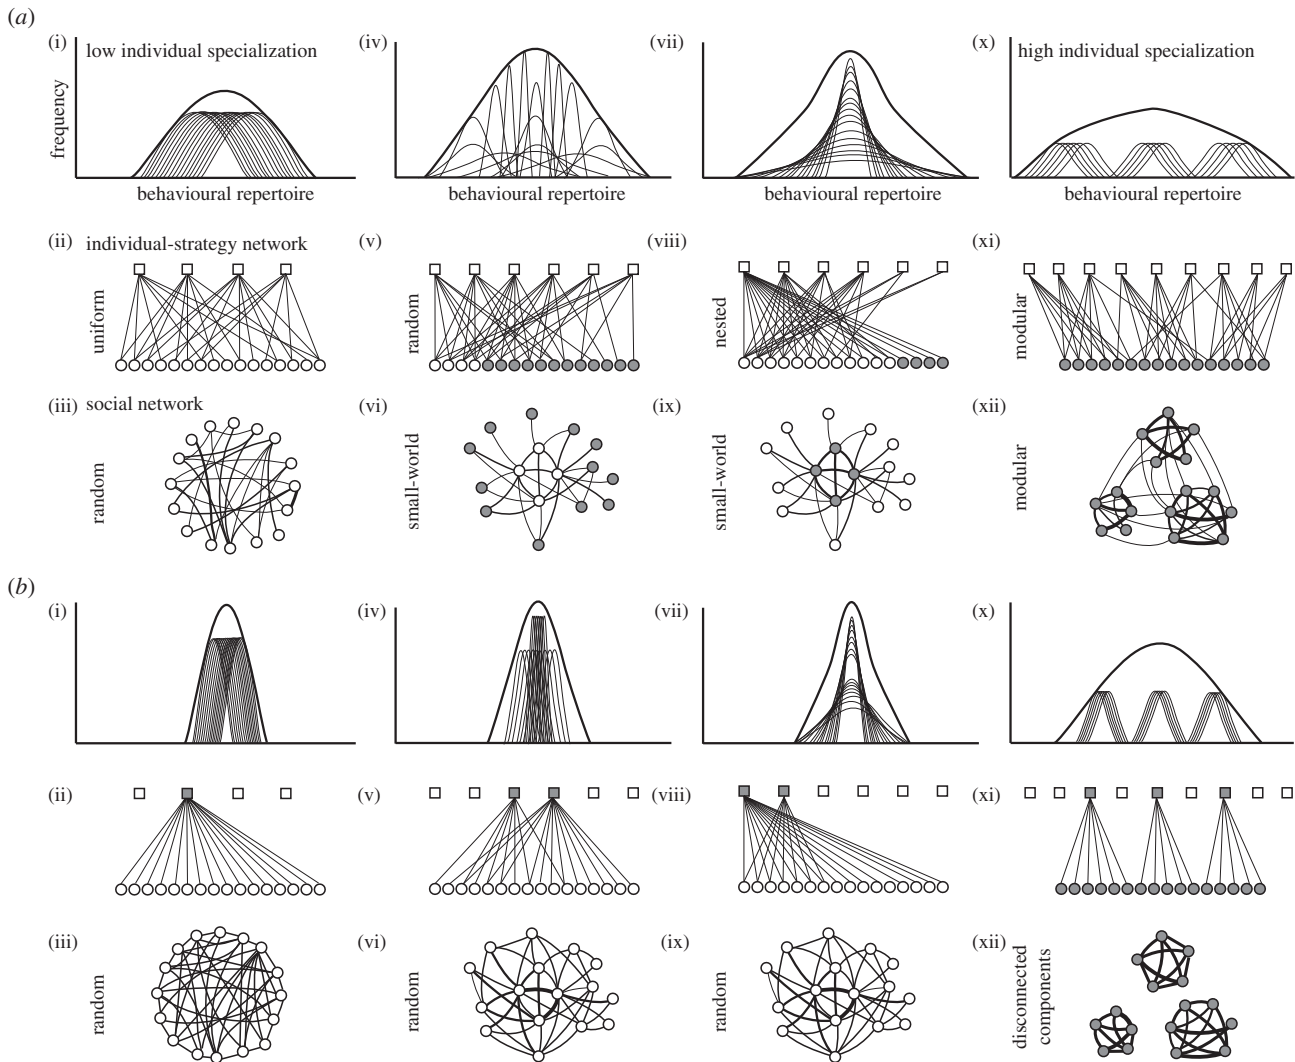 (a)
(i)
low individual specialization
(iv)
(vii)
(x)
high individual specialization
frequency
behavioural repertoire
behavioural repertoire
behavioural repertoire
behavioural repertoire
(ii)
individual-strategy network
(v)
(viii)
(xi)
uniform
random
nested
modular
(iii)
social network
(vi)
(ix)
(xii)
random
small-world
small-world
modular
(b)
(i)
(iv)
(vii)
(x)
(ii)
(v)
(viii)
(xi)
(iii)
(vi)
(ix)
(xii)
random
random
random
disconnected
components